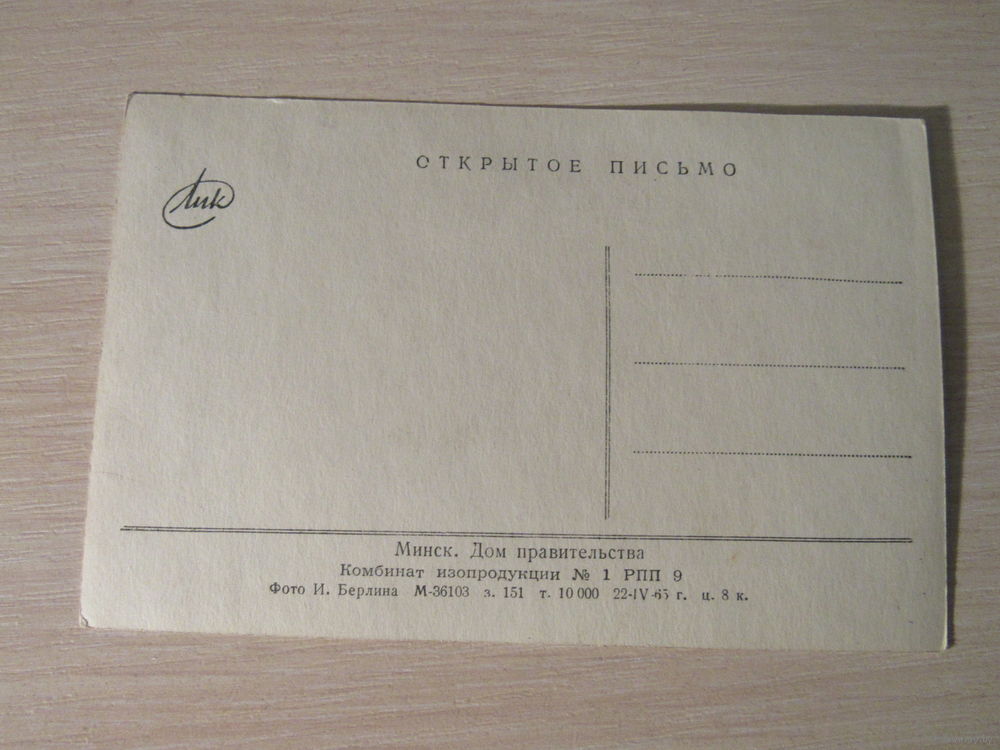 ОТКРЫТОЕ ПИСЬМО
Лик
Минск. Дом правительства
Комбинат изопродукции № 1 РПП 9
Фото И. Берлина М-36103 з. 151 т. 10 000 22-IV-65 г. ц. 8 к.